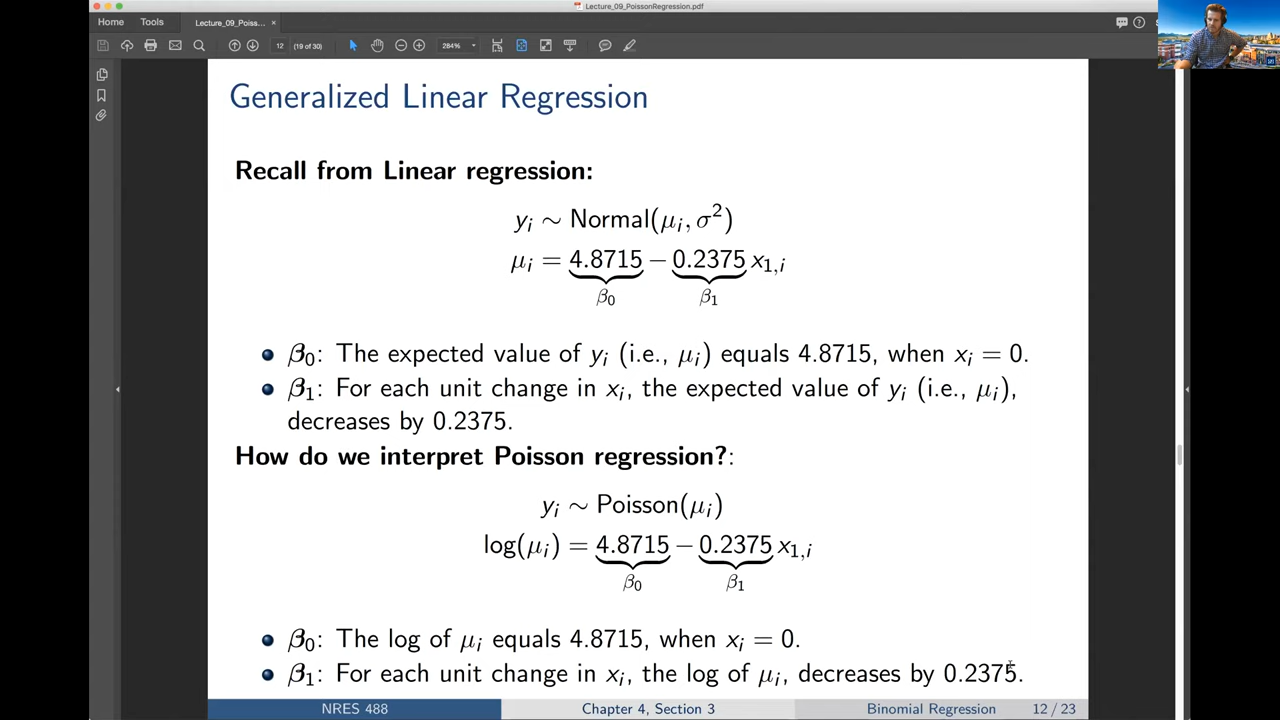 Lecture_09_PoissonRegression.pdf
Home Tools Lecture_09_Poiss... ×
12 (19 of 30) 284%
Generalized Linear Regression
Recall from Linear regression:
yᵢ ∼ Normal(μᵢ, σ²)
μᵢ = 4.8715 − 0.2375 x₁,ᵢ
β₀ β₁
β₀: The expected value of yᵢ (i.e., μᵢ) equals 4.8715, when xᵢ = 0.
β₁: For each unit change in xᵢ, the expected value of yᵢ (i.e., μᵢ),
decreases by 0.2375.
How do we interpret Poisson regression?:
yᵢ ∼ Poisson(μᵢ)
log(μᵢ) = 4.8715 − 0.2375 x₁,ᵢ
β₀ β₁
β₀: The log of μᵢ equals 4.8715, when xᵢ = 0.
β₁: For each unit change in xᵢ, the log of μᵢ, decreases by 0.2375.
NRES 488 Chapter 4, Section 3 Binomial Regression 12 / 23